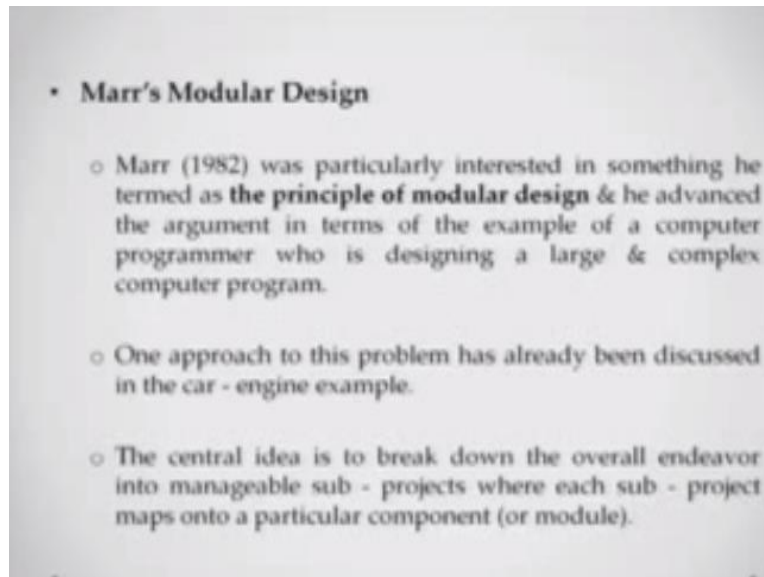 • Marr's Modular Design
o Marr (1982) was particularly interested in something he
termed as the principle of modular design & he advanced
the argument in terms of the example of a computer
programmer who is designing a large & complex
computer program.
o One approach to this problem has already been discussed
in the car - engine example.
o The central idea is to break down the overall endeavor
into manageable sub - projects where each sub - project
maps onto a particular component (or module).